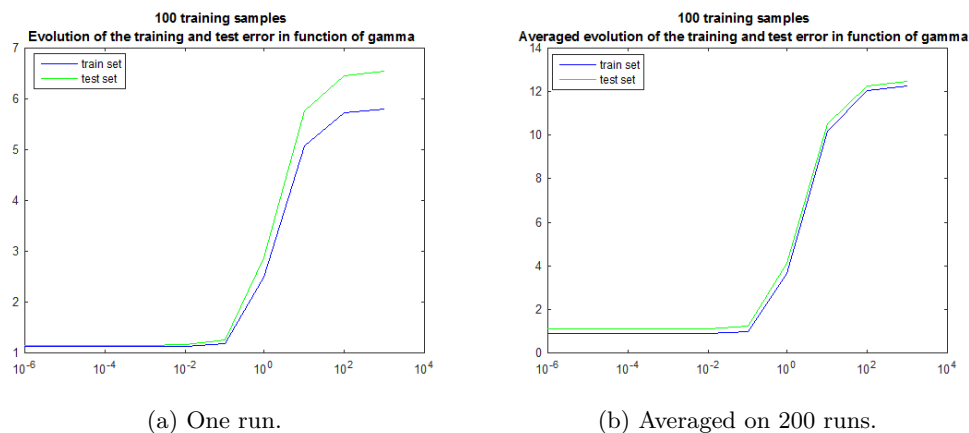 100 training samples
Evolution of the training and test error in function of gamma
7
6
5
4
3
2
1
train set
test set
10^-6
10^-4
10^-2
10^0
10^2
10^4
(a) One run.
100 training samples
Averaged evolution of the training and test error in function of gamma
14
12
10
8
6
4
2
0
train set
test set
10^-6
10^-4
10^-2
10^0
10^2
10^4
(b) Averaged on 200 runs.